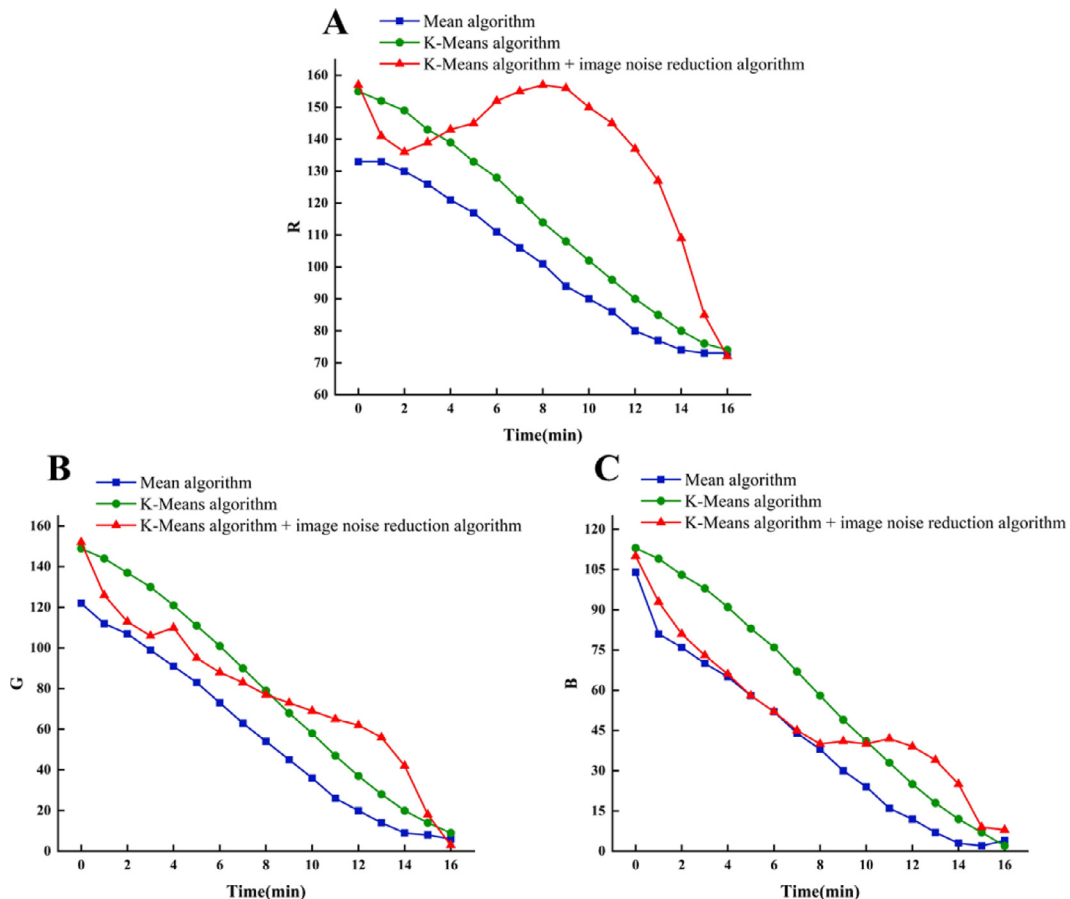 A
Mean algorithm
K-Means algorithm
K-Means algorithm + image noise reduction algorithm
160
150
140
130
120
110
100
90
80
70
60
R
0 2 4 6 8 10 12 14 16
Time(min)
B
Mean algorithm
K-Means algorithm
K-Means algorithm + image noise reduction algorithm
160
140
120
100
80
60
40
20
0
G
0 2 4 6 8 10 12 14 16
Time(min)
C
Mean algorithm
K-Means algorithm
K-Means algorithm + image noise reduction algorithm
120
105
90
75
60
45
30
15
0
B
0 2 4 6 8 10 12 14 16
Time(min)